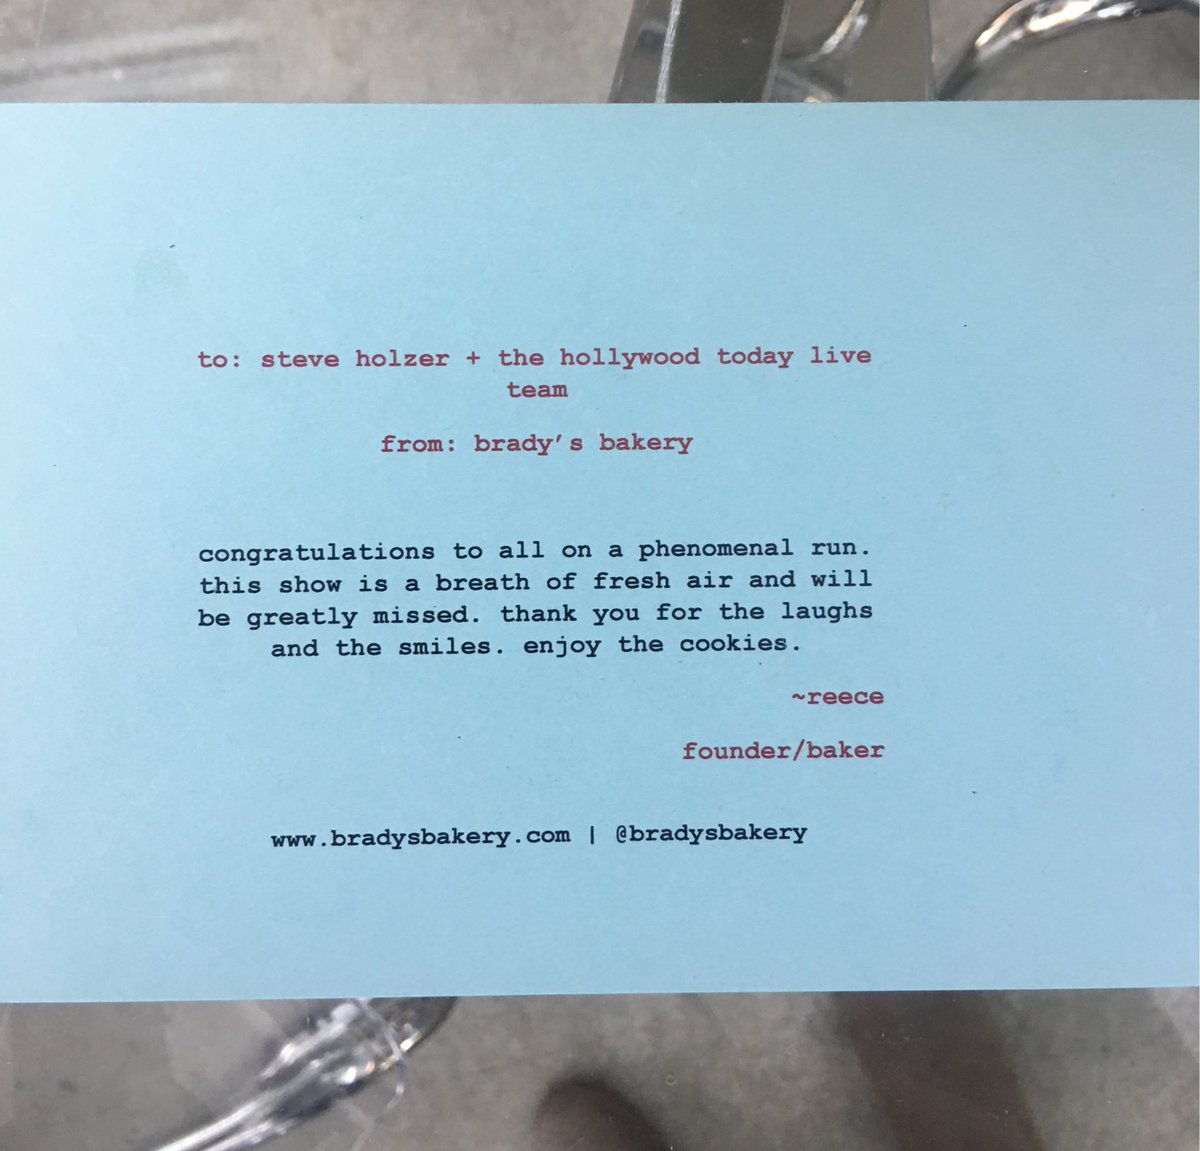 to: steve holzer + the hollywood today live
team
from: brady's bakery
congratulations to all on a phenomenal run.
this show is a breath of fresh air and will
be greatly missed. thank you for the laughs
and the smiles. enjoy the cookies.
~reece
founder/baker
www.bradysbakery.com | @bradysbakery